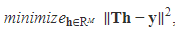 minimize_{h∈R^M} ||Th − y||²,